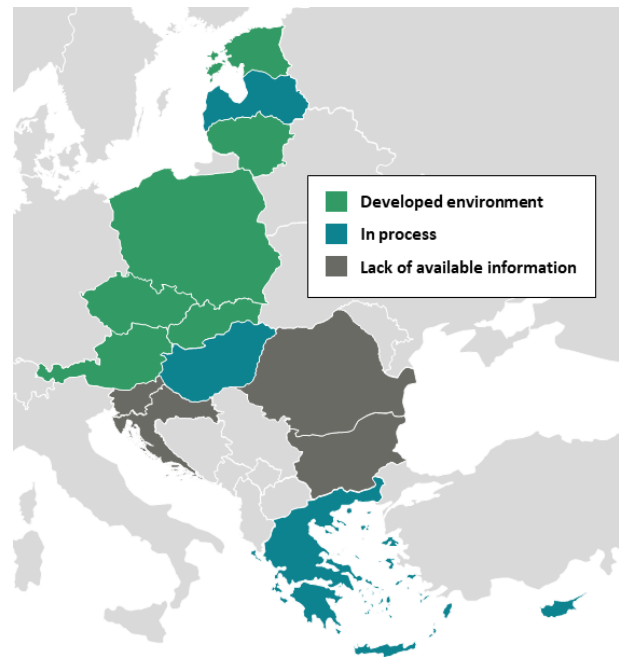 Developed environment
In process
Lack of available information